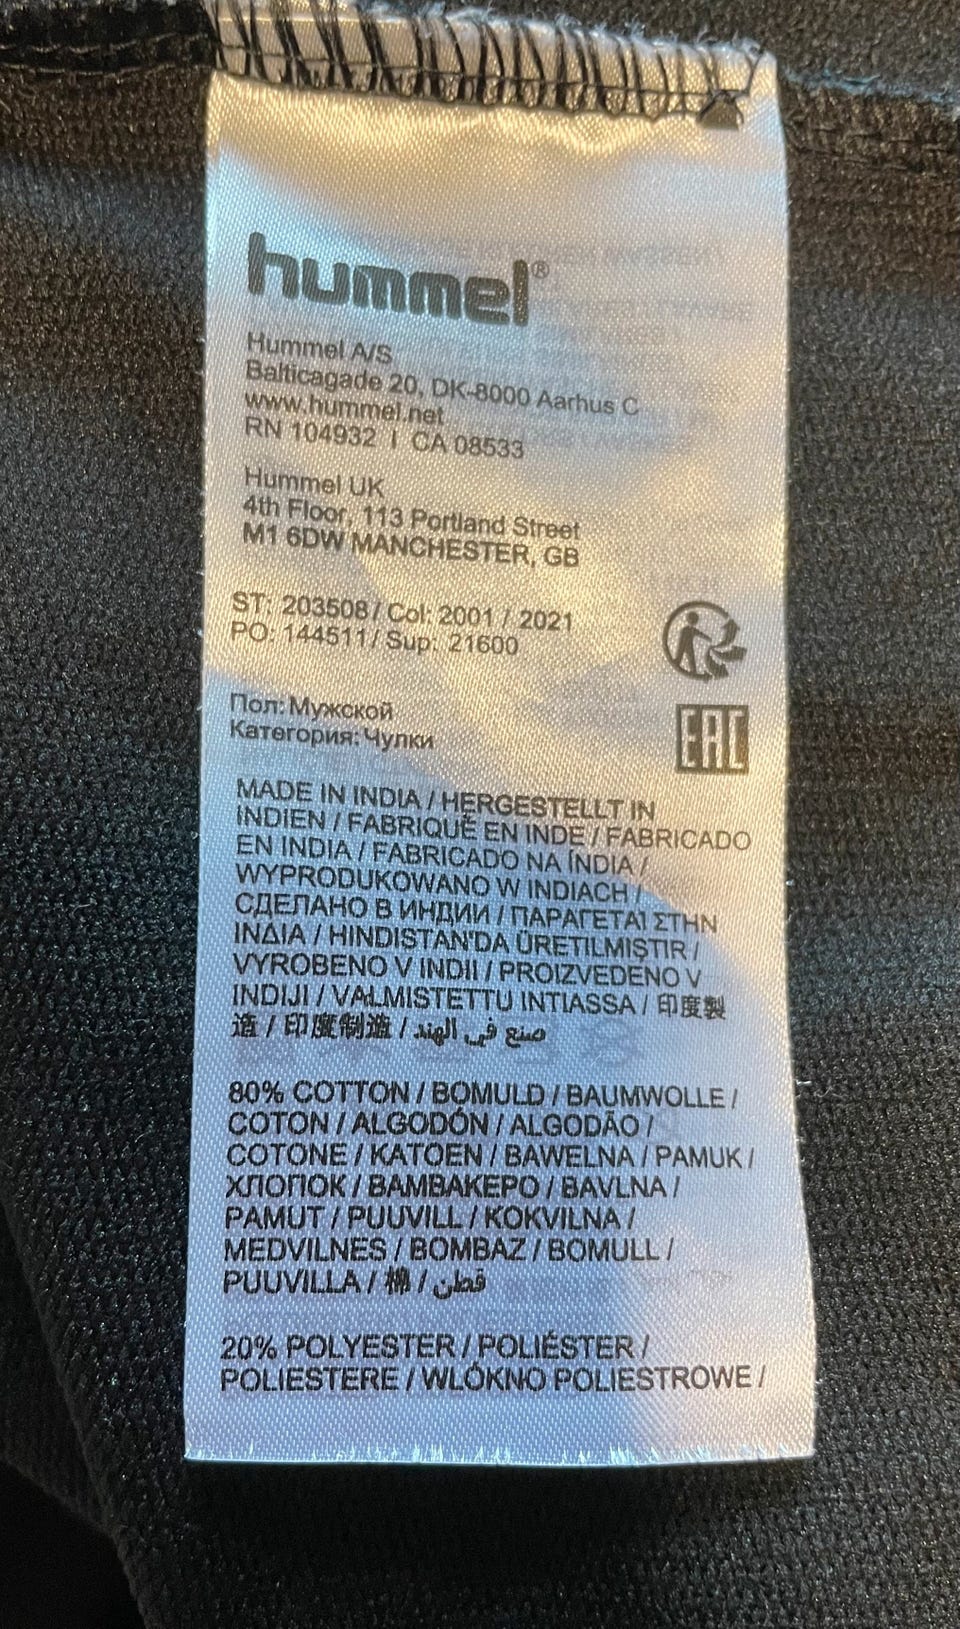 hummel®
Hummel A/S
Balticagade 20, DK-8000 Aarhus C
www.hummel.net
RN 104932 | CA 08533
Hummel UK
4th Floor, 113 Portland Street
M1 6DW MANCHESTER, GB
ST: 203508 / Col: 2001 / 2021
PO: 144511 / Sup: 21600
Пол: Мужской
Категория: Чулки
EAC
MADE IN INDIA / HERGESTELLT IN
INDIEN / FABRIQUÉ EN INDE / FABRICADO
EN INDIA / FABRICADO NA ÍNDIA /
WYPRODUKOWANO W INDIACH /
СДЕЛАНО В ИНДИИ / ΠΑΡΑΓΕΤΑΙ ΣΤΗΝ
ΙΝΔΙΑ / HINDISTAN'DA ÜRETILMIŞTIR /
VYROBENO V INDII / PROIZVEDENO V
INDIJI / VALMISTETTU INTIASSA / 印度製
造 / 印度制造 / صنع في الهند
80% COTTON / BOMULD / BAUMWOLLE /
COTON / ALGODÓN / ALGODÃO /
COTONE / KATOEN / BAWELNA / PAMUK /
ХЛОПОК / ΒΑΜΒΑΚΕΡΟ / BAVLNA /
PAMUT / PUUVILL / KOKVILNA /
MEDVILNES / BOMBAZ / BOMULL /
PUUVILLA / 棉 / قطن
20% POLYESTER / POLIÉSTER /
POLIESTERE / WLÓKNO POLIESTROWE /